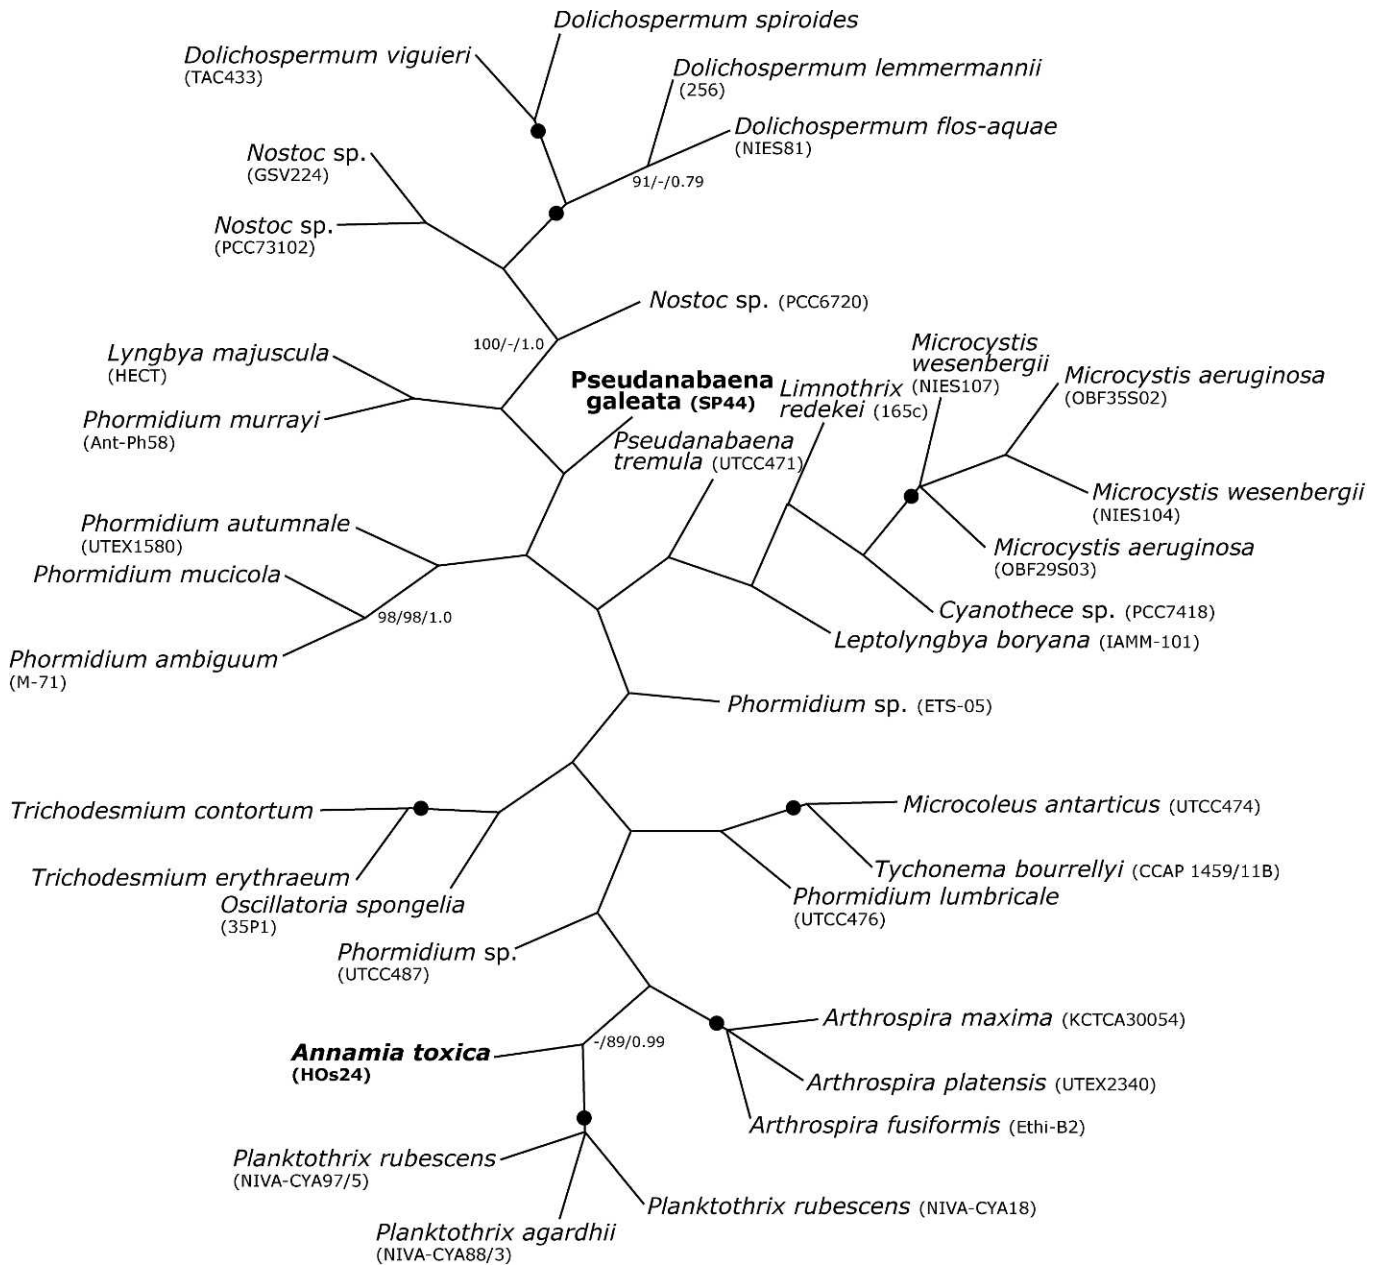 Dolichospermum spiroides
Dolichospermum viguieri
(TAC433)
Dolichospermum lemmermannii
(256)
Dolichospermum flos-aquae
(NIES81)
Nostoc sp.
(GSV224)
91/-/0.79
Nostoc sp.
(PCC73102)
Nostoc sp. (PCC6720)
100/-/1.0
Lyngbya majuscula
(HECT)
Phormidium murrayi
(Ant-Ph58)
Pseudanabaena
galeata (SP44)
Pseudanabaena
tremula (UTCC471)
Limnothrix
redekei (165c)
Microcystis
wesenbergii
(NIES107)
Microcystis aeruginosa
(OBF35S02)
Microcystis wesenbergii
(NIES104)
Microcystis aeruginosa
(OBF29S03)
Cyanothece sp. (PCC7418)
Leptolyngbya boryana (IAMM-101)
Phormidium autumnale
(UTEX1580)
Phormidium mucicola
98/98/1.0
Phormidium ambiguum
(M-71)
Phormidium sp. (ETS-05)
Trichodesmium contortum
Trichodesmium erythraeum
Oscillatoria spongelia
(35P1)
Microcoleus antarticus (UTCC474)
Tychonema bourrellyi (CCAP 1459/11B)
Phormidium lumbricale
(UTCC476)
Phormidium sp.
(UTCC487)
Arthrospira maxima (KCTCA30054)
-/89/0.99
Annamia toxica
(HOs24)
Arthrospira platensis (UTEX2340)
Arthrospira fusiformis (Ethi-B2)
Planktothrix rubescens
(NIVA-CYA97/5)
Planktothrix rubescens (NIVA-CYA18)
Planktothrix agardhii
(NIVA-CYA88/3)